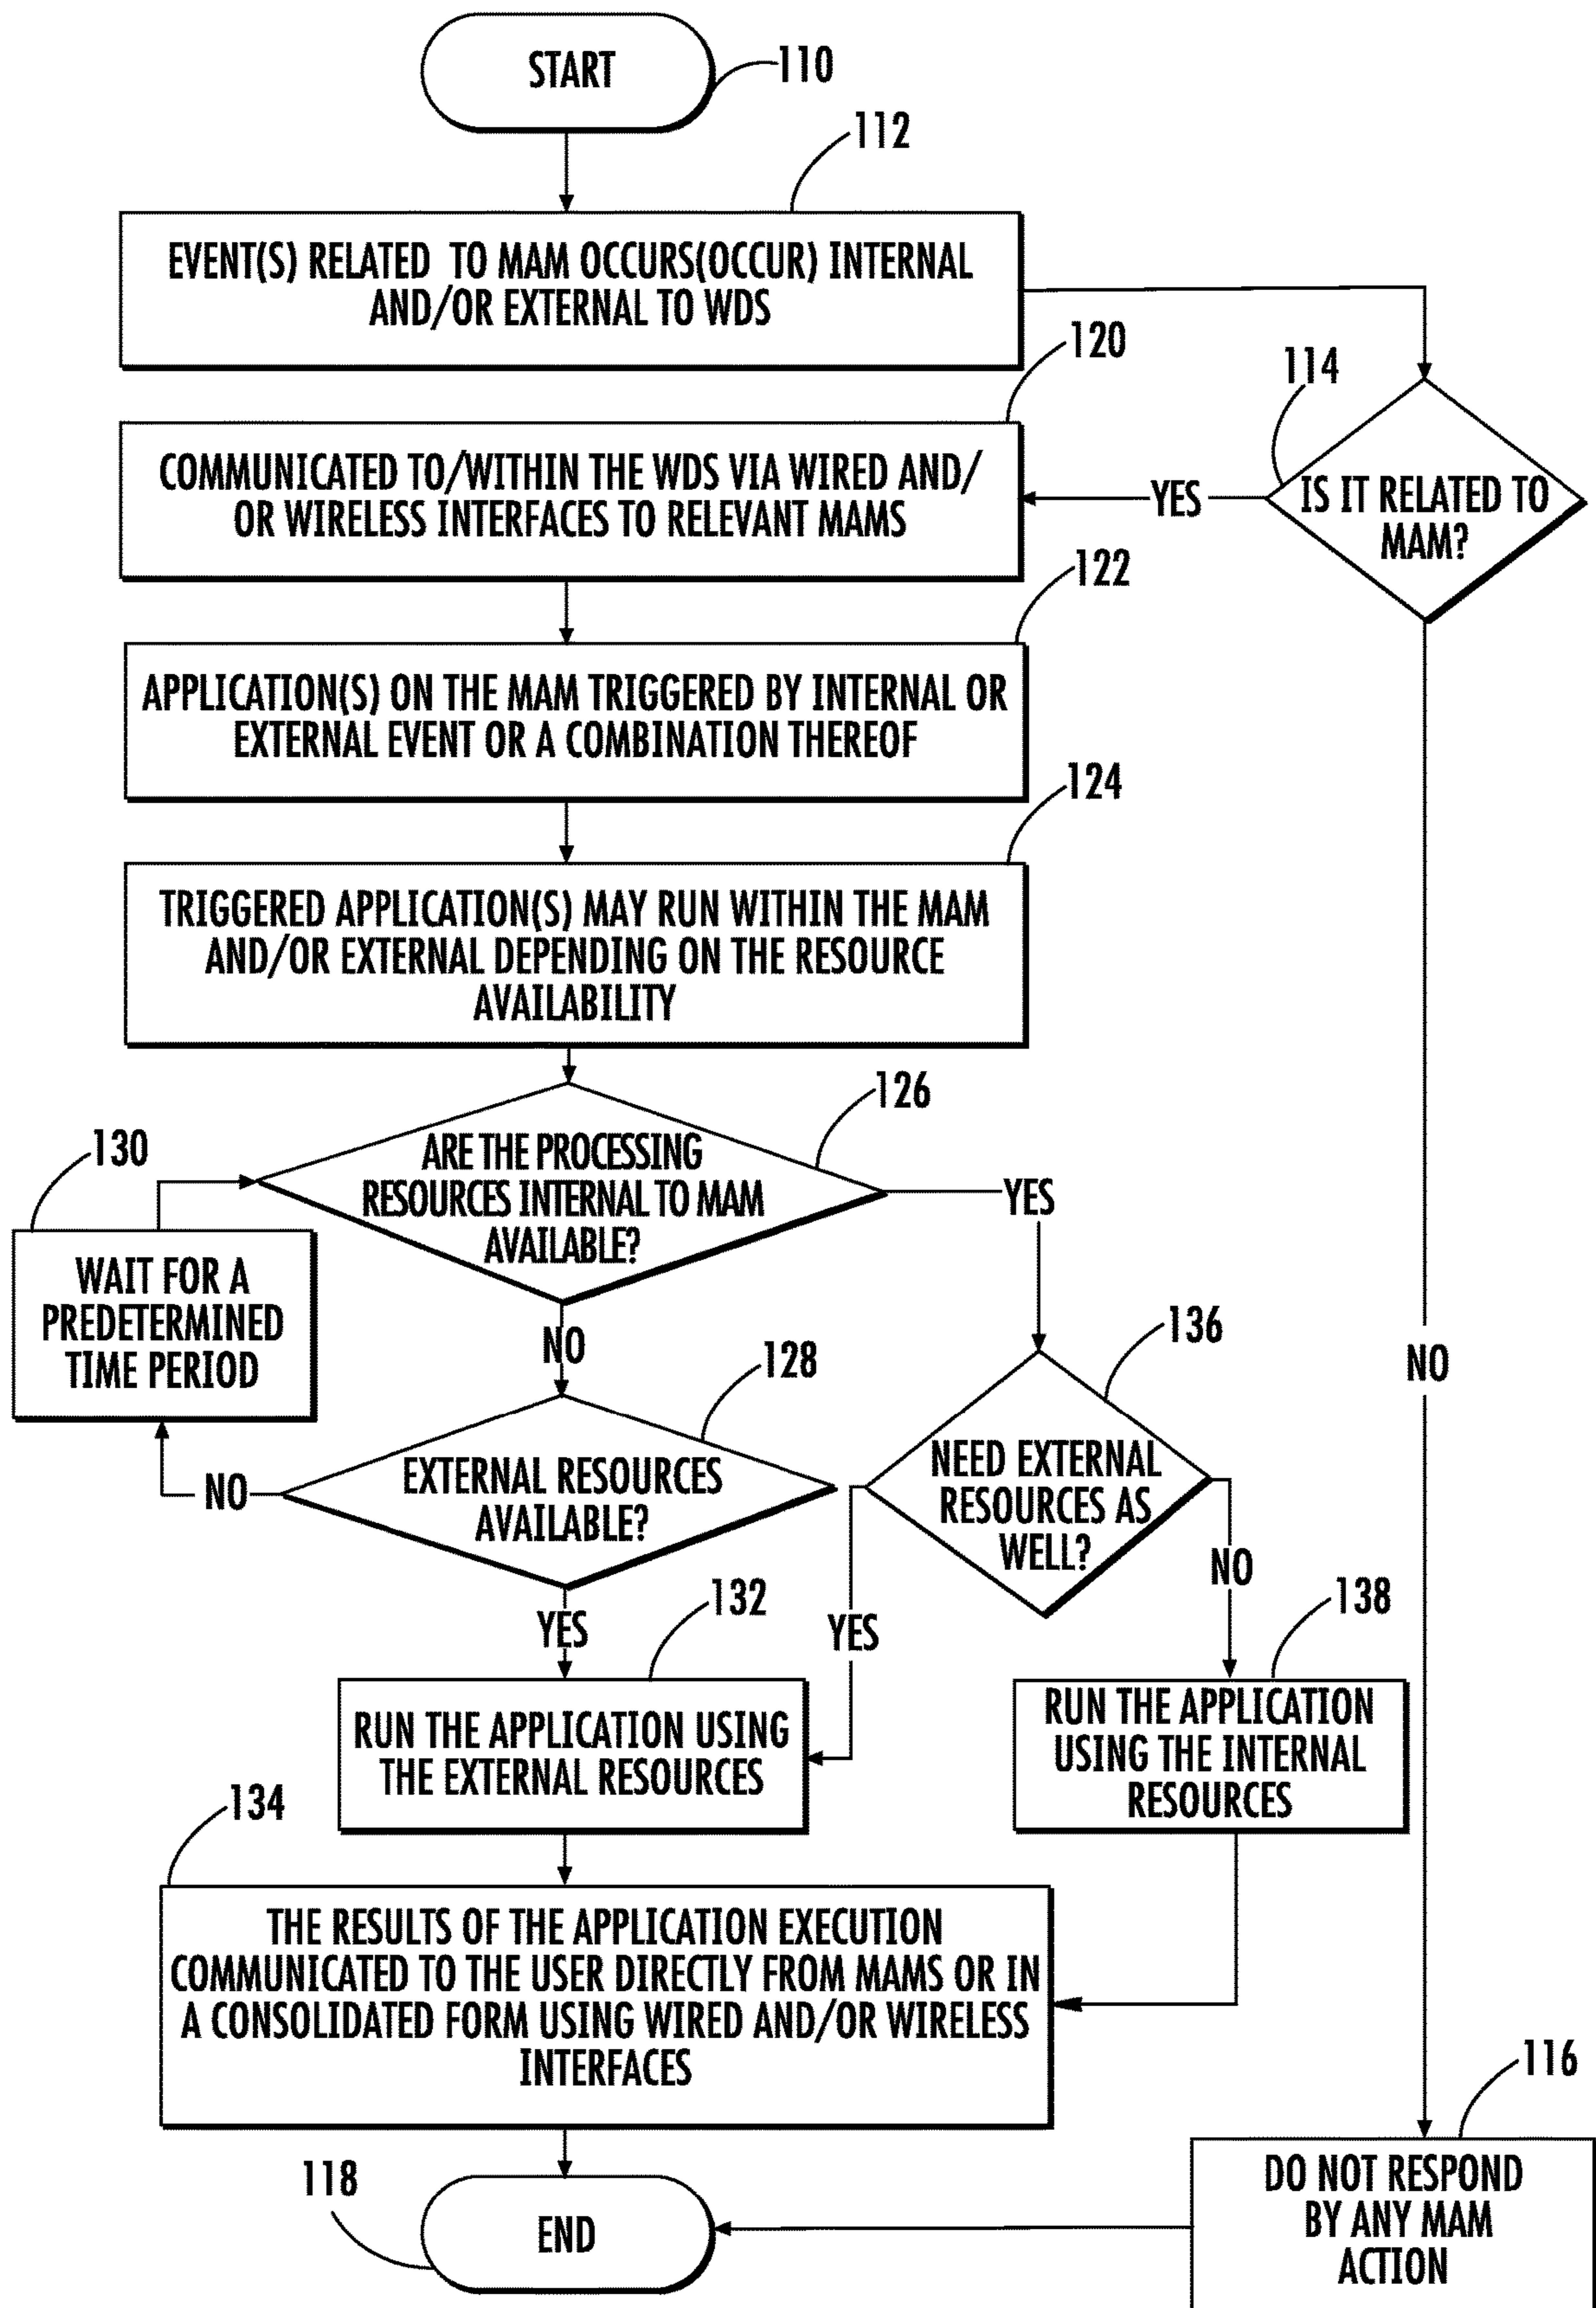 START
110
112
EVENT(S) RELATED TO MAM OCCURS(OCCUR) INTERNAL
AND/OR EXTERNAL TO WDS
120
114
COMMUNICATED TO/WITHIN THE WDS VIA WIRED AND/
OR WIRELESS INTERFACES TO RELEVANT MAMS
YES
IS IT RELATED TO
MAM?
122
APPLICATION(S) ON THE MAM TRIGGERED BY INTERNAL OR
EXTERNAL EVENT OR A COMBINATION THEREOF
124
TRIGGERED APPLICATION(S) MAY RUN WITHIN THE MAM
AND/OR EXTERNAL DEPENDING ON THE RESOURCE
AVAILABILITY
126
ARE THE PROCESSING
RESOURCES INTERNAL TO MAM
AVAILABLE?
YES
130
WAIT FOR A
PREDETERMINED
TIME PERIOD
NO
128
136
NO
EXTERNAL RESOURCES
AVAILABLE?
NO
NEED EXTERNAL
RESOURCES AS
WELL?
NO
YES
132
YES
138
RUN THE APPLICATION USING
THE EXTERNAL RESOURCES
RUN THE APPLICATION
USING THE INTERNAL
RESOURCES
134
THE RESULTS OF THE APPLICATION EXECUTION
COMMUNICATED TO THE USER DIRECTLY FROM MAMS OR IN
A CONSOLIDATED FORM USING WIRED AND/OR WIRELESS
INTERFACES
116
118
END
DO NOT RESPOND
BY ANY MAM
ACTION